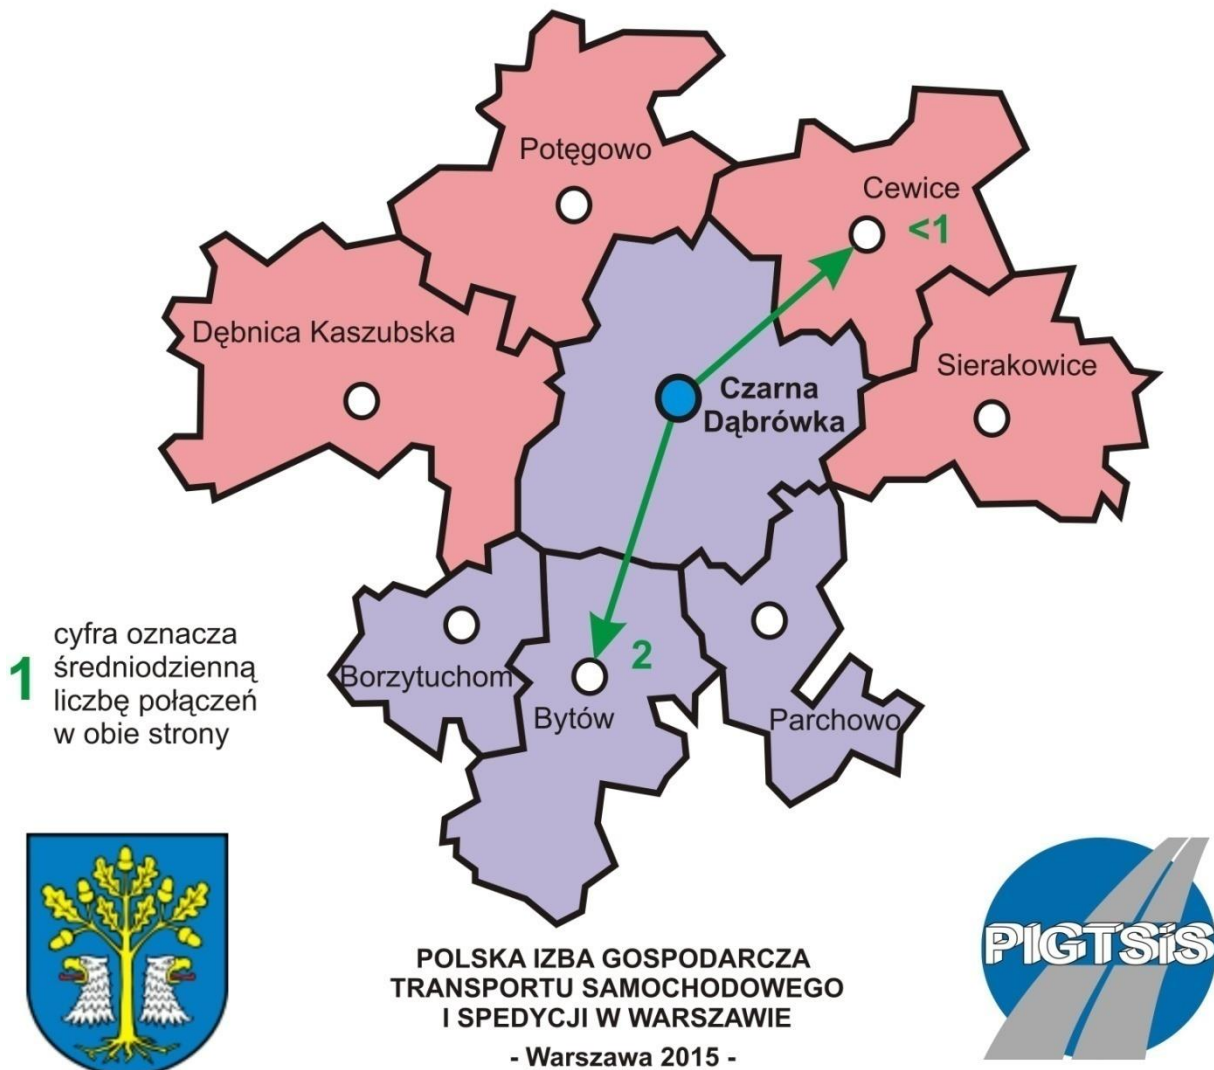 Potęgowo
Cewice
<1
Dębnica Kaszubska
Sierakowice
Czarna
Dąbrówka
1
cyfra oznacza
średniodzienną
liczbę połączeń
w obie strony
Borzytuchom
2
Bytów
Parchowo
POLSKA IZBA GOSPODARCZA
TRANSPORTU SAMOCHODOWEGO
I SPEDYCJI W WARSZAWIE
- Warszawa 2015 -
PIGTSiS